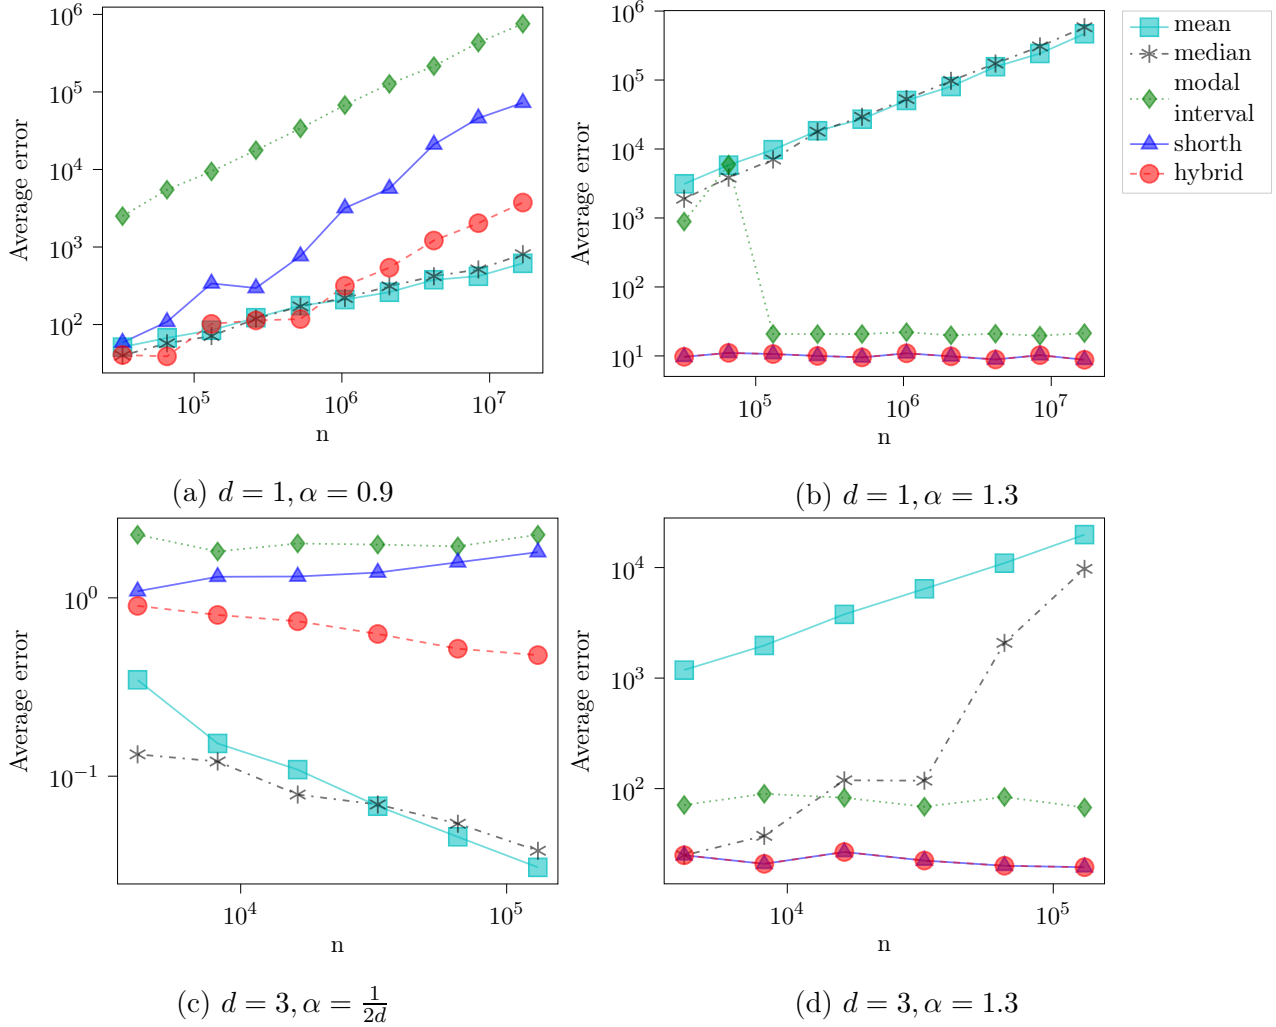 10^6
10^5
10^4
10^3
10^2
Average error
10^5 10^6 10^7
n
(a) d = 1, α = 0.9
10^6
10^5
10^4
10^3
10^2
10^1
Average error
10^5 10^6 10^7
n
(b) d = 1, α = 1.3
mean
median
modal
interval
shorth
hybrid
10^0
10^−1
Average error
10^4 10^5
n
(c) d = 3, α = \frac{1}{2d}
10^4
10^3
10^2
Average error
10^4 10^5
n
(d) d = 3, α = 1.3